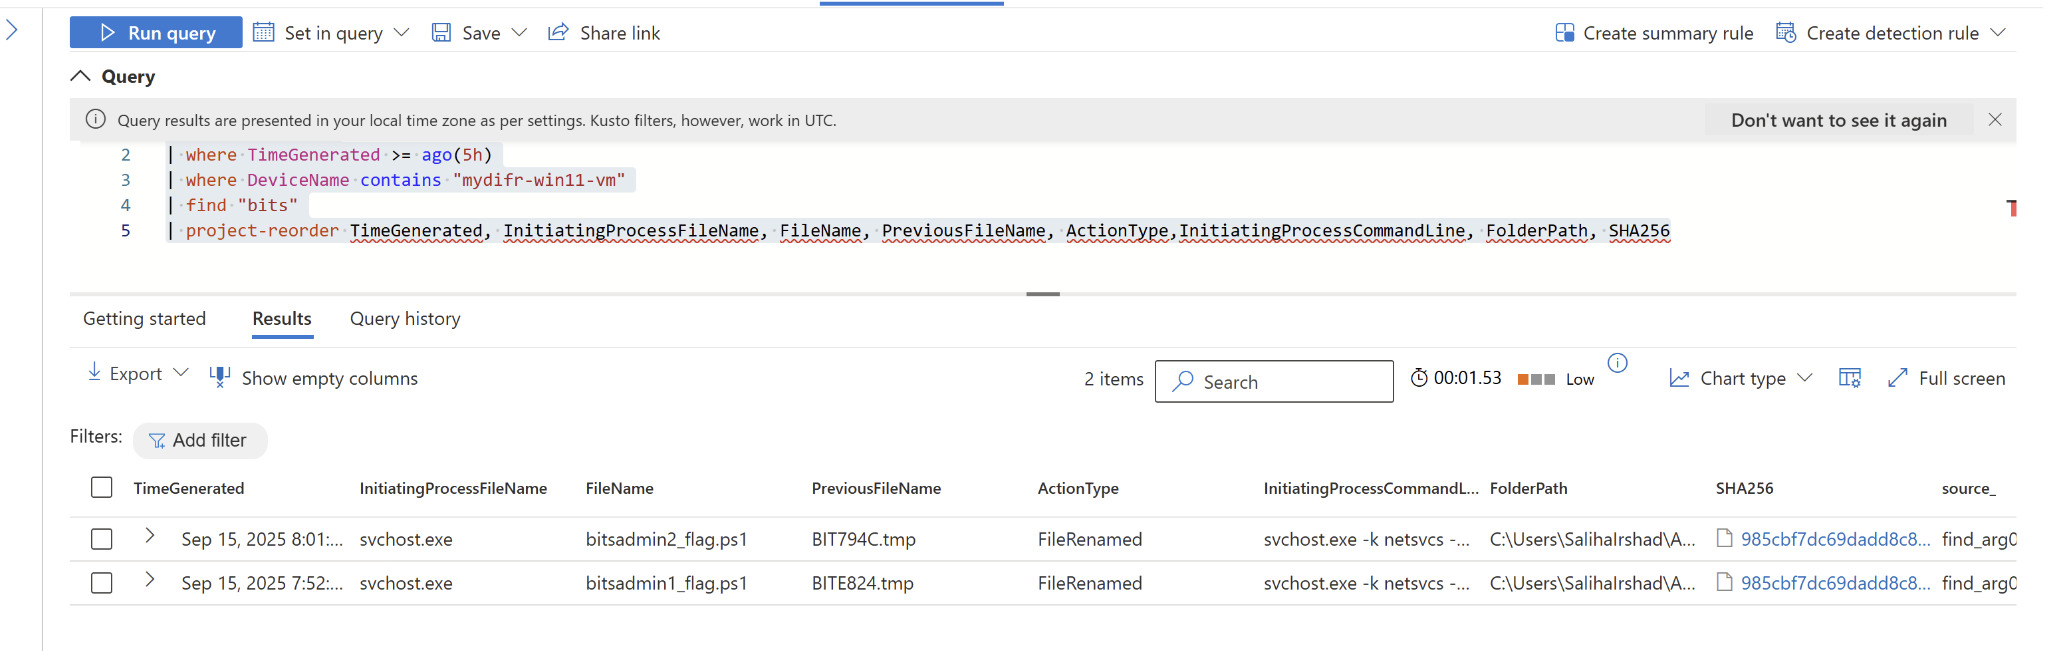 Run query Set in query Save Share link Create summary rule Create detection rule
Query
Query results are presented in your local time zone as per settings. Kusto filters, however, work in UTC. Don't want to see it again
2 | where TimeGenerated >= ago(5h)
3 | where DeviceName contains "mydifr-win11-vm"
4 | find "bits"
5 | project-reorder TimeGenerated, InitiatingProcessFileName, FileName, PreviousFileName, ActionType,InitiatingProcessCommandLine, FolderPath, SHA256
Getting started Results Query history
Export Show empty columns 2 items Search 00:01.53 Low Chart type Full screen
Filters: Add filter
TimeGenerated InitiatingProcessFileName FileName PreviousFileName ActionType InitiatingProcessCommandL... FolderPath SHA256 source_
Sep 15, 2025 8:01:... svchost.exe bitsadmin2_flag.ps1 BIT794C.tmp FileRenamed svchost.exe -k netsvcs -... C:\Users\SalihaIrshad\A... 985cbf7dc69dadd8c8... find_arg0
Sep 15, 2025 7:52:... svchost.exe bitsadmin1_flag.ps1 BITE824.tmp FileRenamed svchost.exe -k netsvcs -... C:\Users\SalihaIrshad\A... 985cbf7dc69dadd8c8... find_arg0